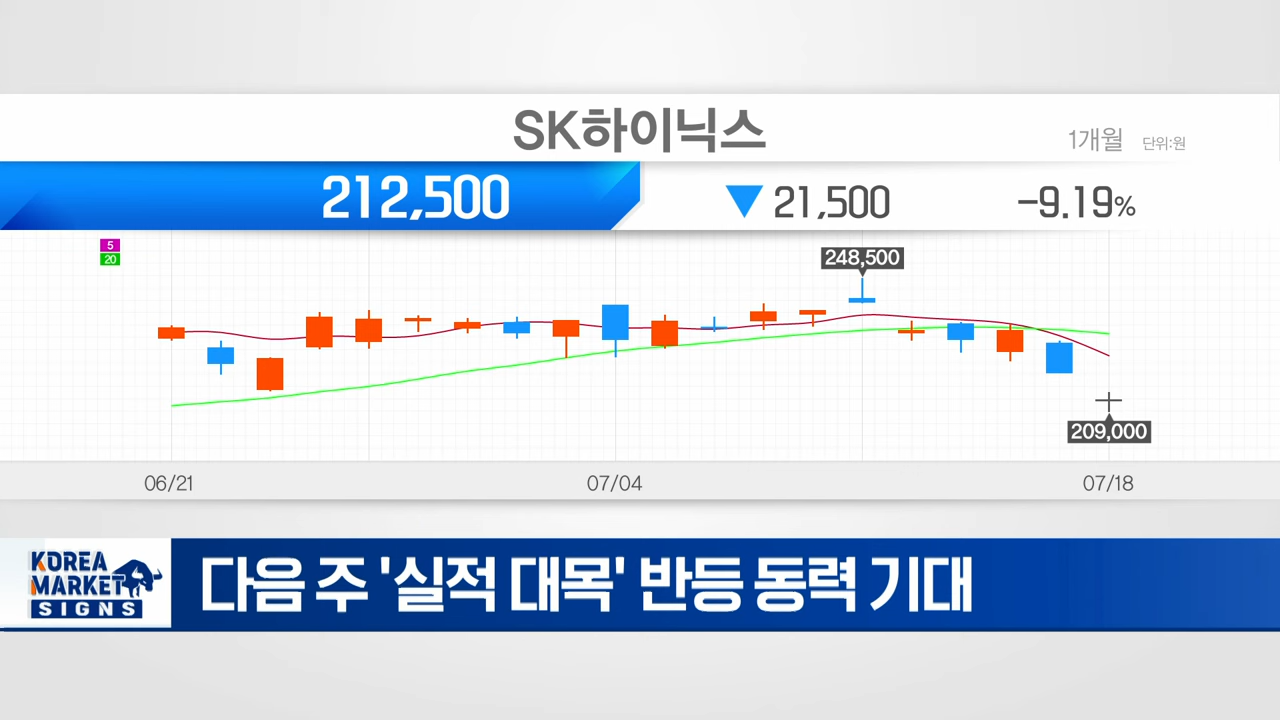 SK하이닉스
1개월 단위:원
212,500 ▼ 21,500 -9.19%
5
20
248,500
209,000
06/21 07/04 07/18
KOREA
MARKET
SIGNS
다음 주 '실적 대목' 반등 동력 기대